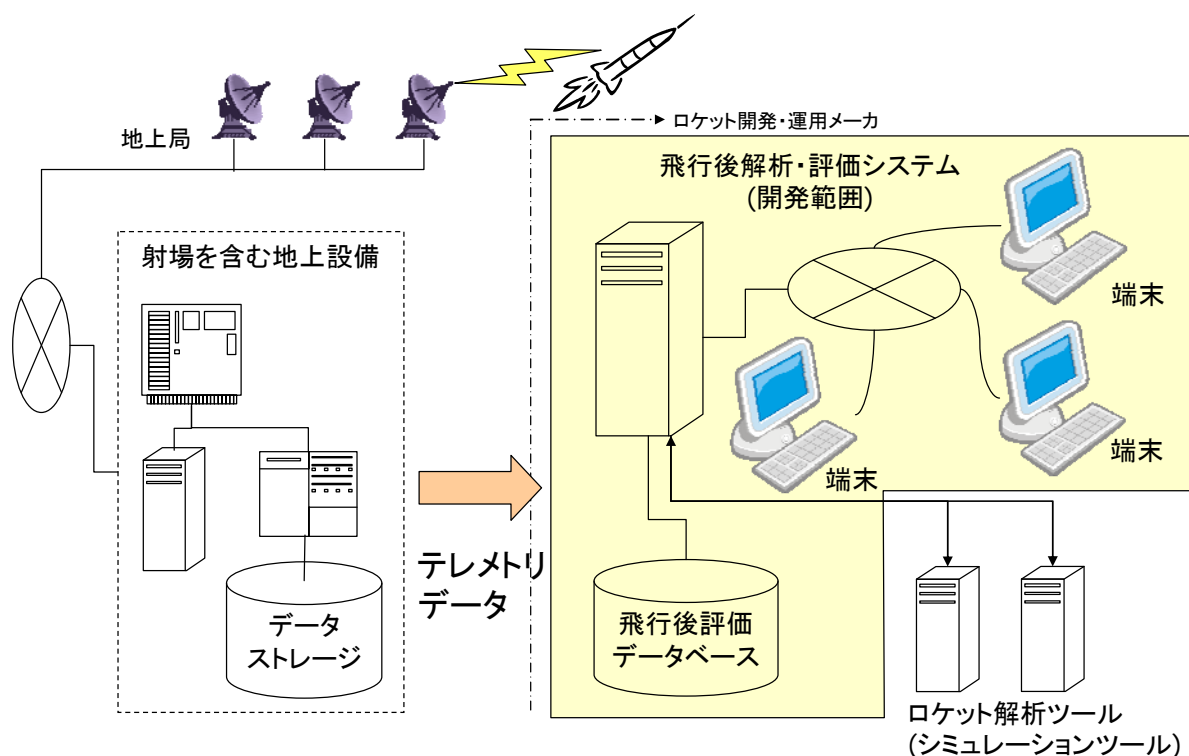 地上局
ロケット開発・運用メーカ
飛行後解析・評価システム
(開発範囲)
射場を含む地上設備
端末
端末
端末
テレメトリ
データ
データ
ストレージ
飛行後評価
データベース
ロケット解析ツール
(シミュレーションツール)